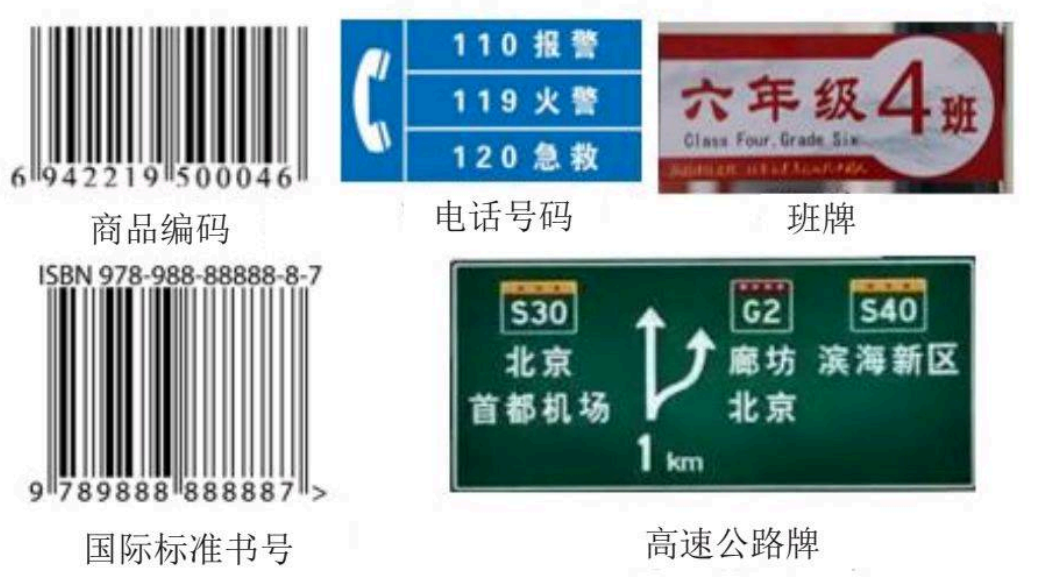 6 942219 500046
商品编码
110 报警
119 火警
120 急救
电话号码
六年级4班
Class Four, Grade Six
班牌
ISBN 978-988-88888-8-7
9 789888 888887 >
国际标准书号
S30
北京
首都机场
1 km
G2
廊坊
北京
S40
滨海新区
高速公路牌